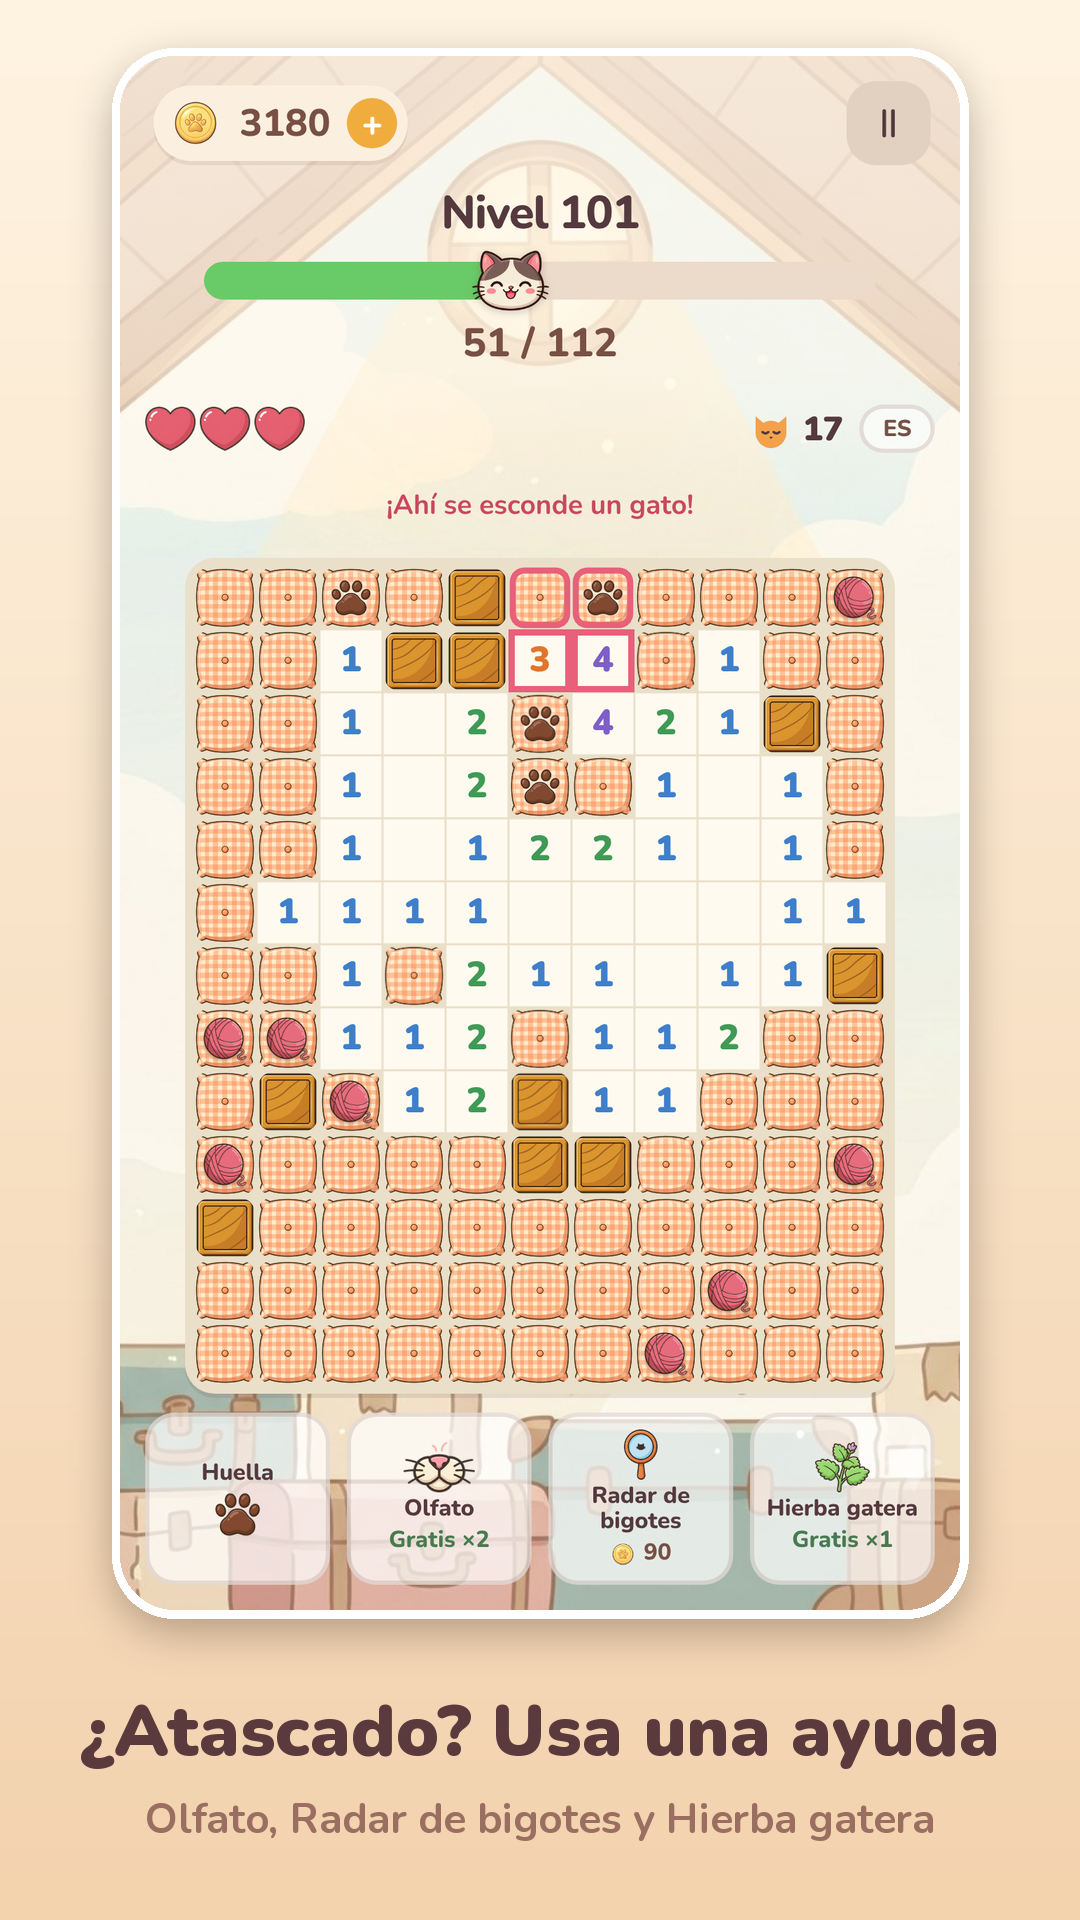 3180 +
Nivel 101
51 / 112
17 ES
¡Ahí se esconde un gato!
1 3 4 1
1 2 4 2 1
1 2 1 1
1 1 2 2 1 1
1 1 1 1 1 1
1 2 1 1 1 1
1 1 2 1 1 2
1 2 1 1
Huella
Olfato
Gratis ×2
Radar de
bigotes
90
Hierba gatera
Gratis ×1
¿Atascado? Usa una ayuda
Olfato, Radar de bigotes y Hierba gatera